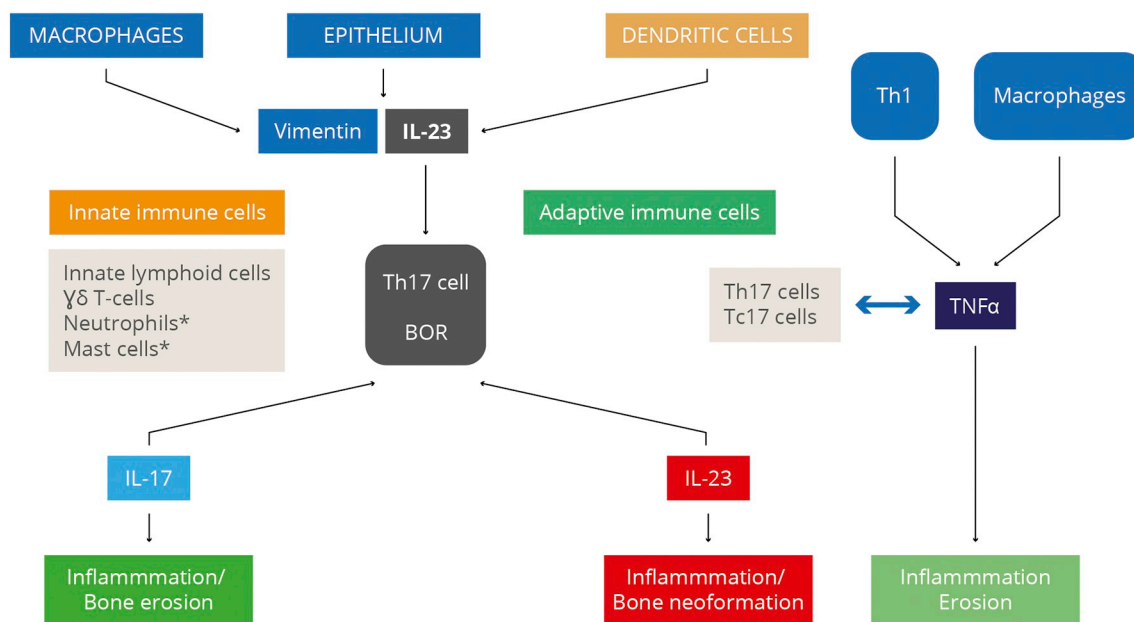 MACROPHAGES
EPITHELIUM
DENDRITIC CELLS
Th1
Macrophages
Vimentin
IL-23
Innate immune cells
Adaptive immune cells
Innate lymphoid cells
Ɣδ T-cells
Neutrophils*
Mast cells*
Th17 cell
BOR
Th17 cells
Tc17 cells
TNFα
IL-17
IL-23
Inflammmation/
Bone erosion
Inflammmation/
Bone neoformation
Inflammmation
Erosion